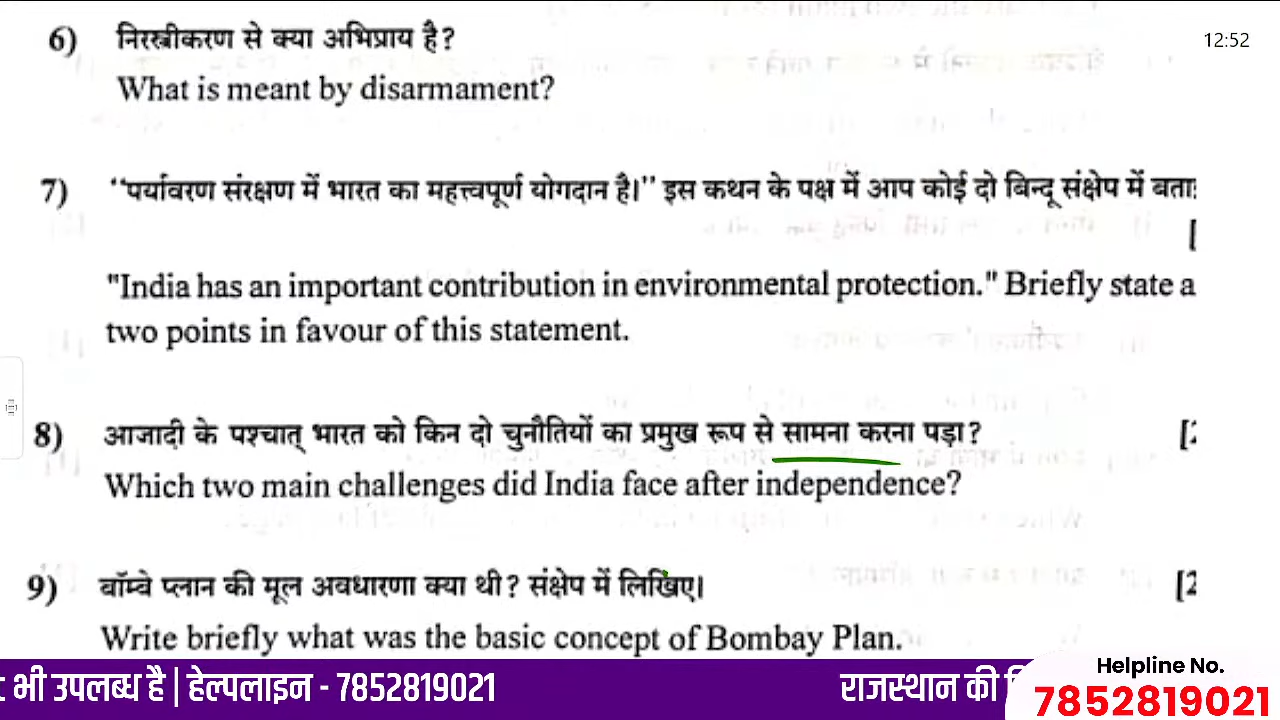 12:52
6) निरस्त्रीकरण से क्या अभिप्राय है?
What is meant by disarmament?
7) “पर्यावरण संरक्षण में भारत का महत्त्वपूर्ण योगदान है।” इस कथन के पक्ष में आप कोई दो बिन्दू संक्षेप में
[
"India has an important contribution in environmental protection." Briefly state a
two points in favour of this statement.
8) आजादी के पश्चात् भारत को किन दो चुनौतियों का प्रमुख रूप से सामना करना पड़ा? [2
Which two main challenges did India face after independence?
9) बॉम्बे प्लान की मूल अवधारणा क्या थी? संक्षेप में लिखिए। [2
Write briefly what was the basic concept of Bombay Plan.
भी उपलब्ध है | हेल्पलाइन - 7852819021 राजस्थान की
Helpline No.
7852819021